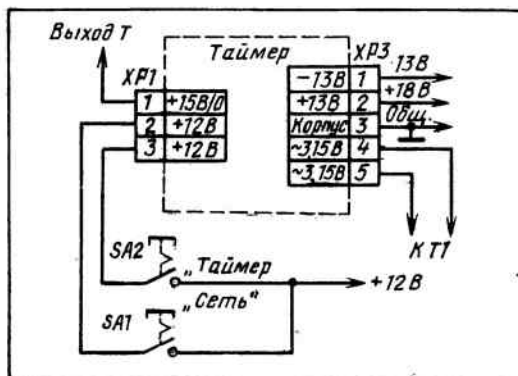 Выход Т
Таймер
ХР1
1 +15В/0
2 +12В
3 +12В
ХР3
−13В 1 -13В
+13В 2 +18В
Корпус 3 Общ.
~3,15В 4
~3,15В 5
К Т1
SA2
„Таймер
+12В
„Сеть“
SA1